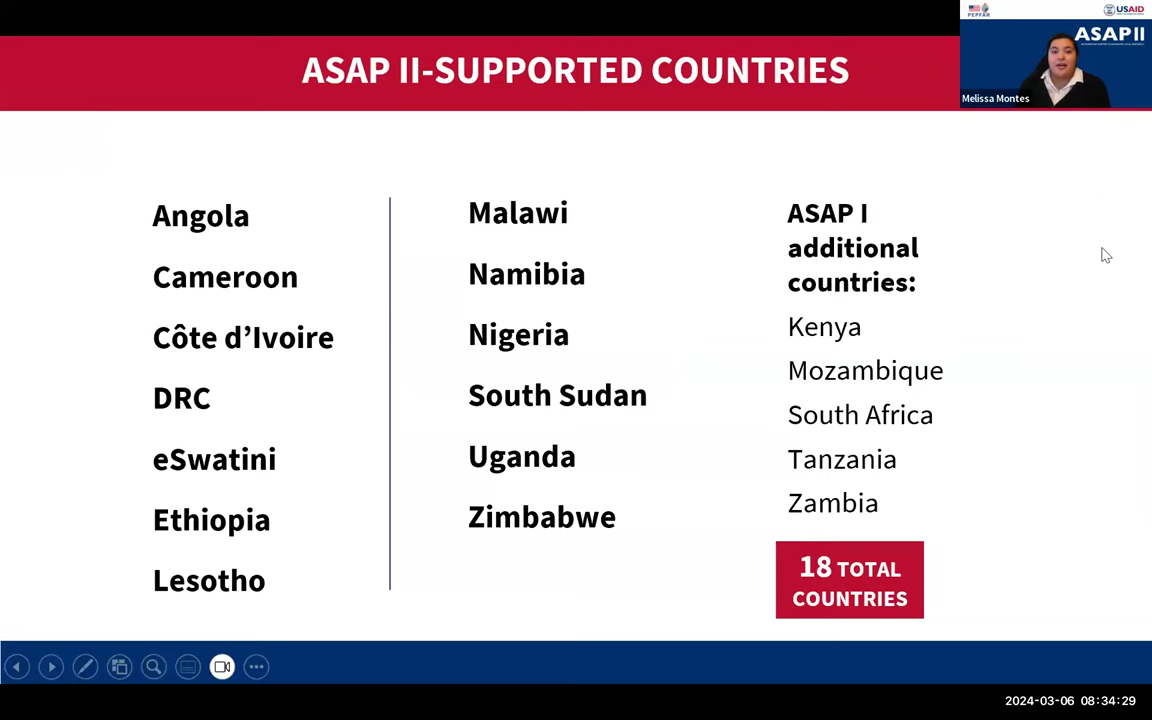 PEPFAR
USAID
ASAP II
Melissa Montes
ASAP II-SUPPORTED COUNTRIES
Angola
Cameroon
Côte d’Ivoire
DRC
eSwatini
Ethiopia
Lesotho
Malawi
Namibia
Nigeria
South Sudan
Uganda
Zimbabwe
ASAP I
additional
countries:
Kenya
Mozambique
South Africa
Tanzania
Zambia
18 TOTAL
COUNTRIES
2024-03-06 08:34:29